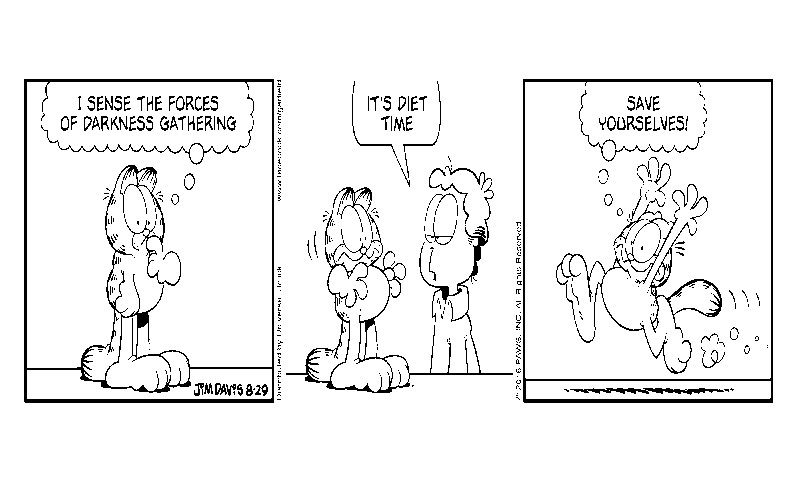 I SENSE THE FORCES
OF DARKNESS GATHERING
JIM DAVIS 8-29
IT'S DIET
TIME
SAVE
YOURSELVES!
© 2016 PAWS, INC. All Rights Reserved